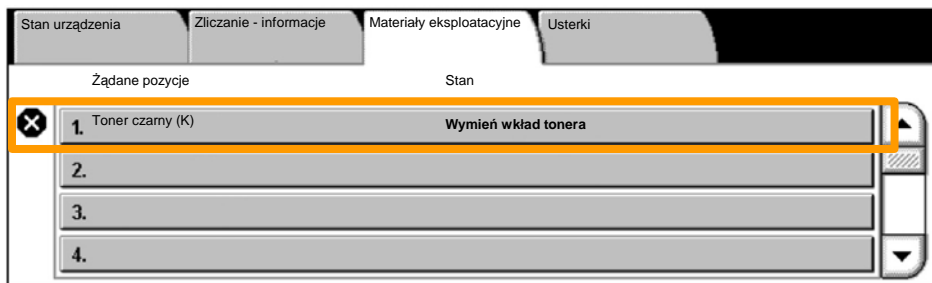 Stan urządzenia Zliczanie - informacje Materiały eksploatacyjne Usterki
Żądane pozycje Stan
1. Toner czarny (K) Wymień wkład tonera
2.
3.
4.